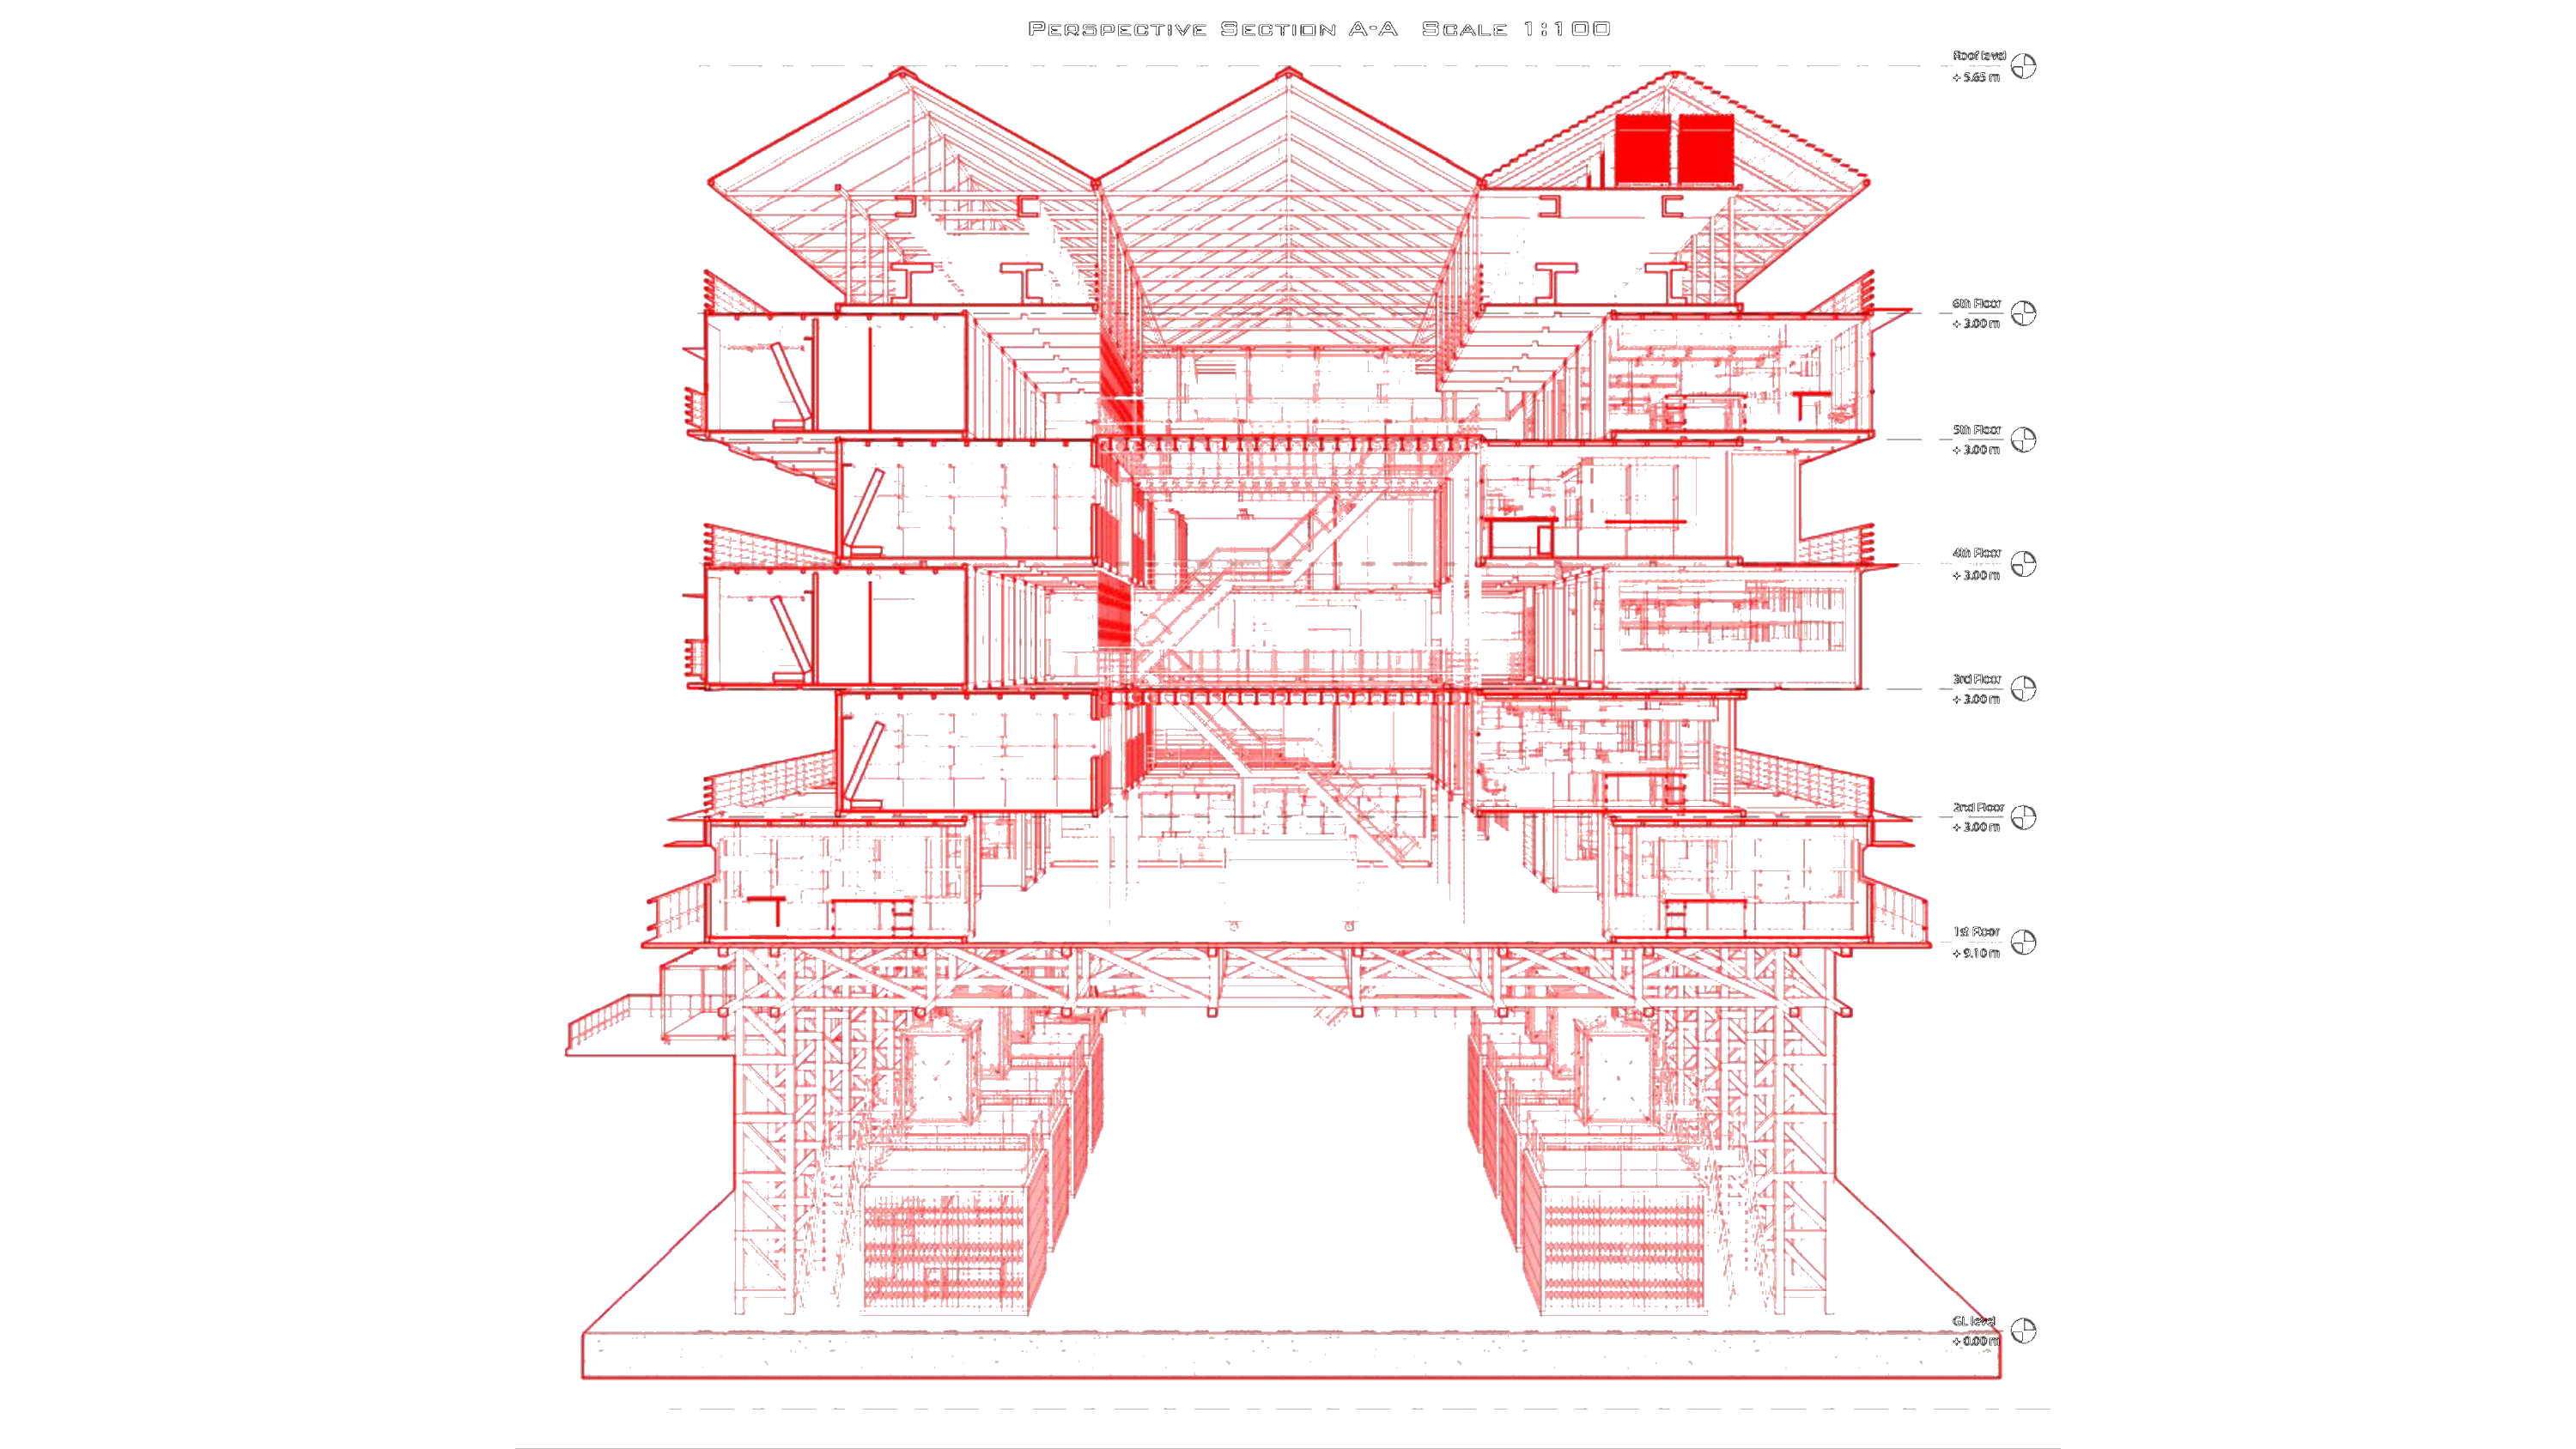 Perspective Section A-A Scale 1:100
Roof level
+ 5.65 m
6th Floor
+ 3.00 m
5th Floor
+ 3.00 m
4th Floor
+ 3.00 m
3rd Floor
+ 3.00 m
2nd Floor
+ 3.00 m
1st Floor
+ 9.10 m
GL level
+ 0.00 m